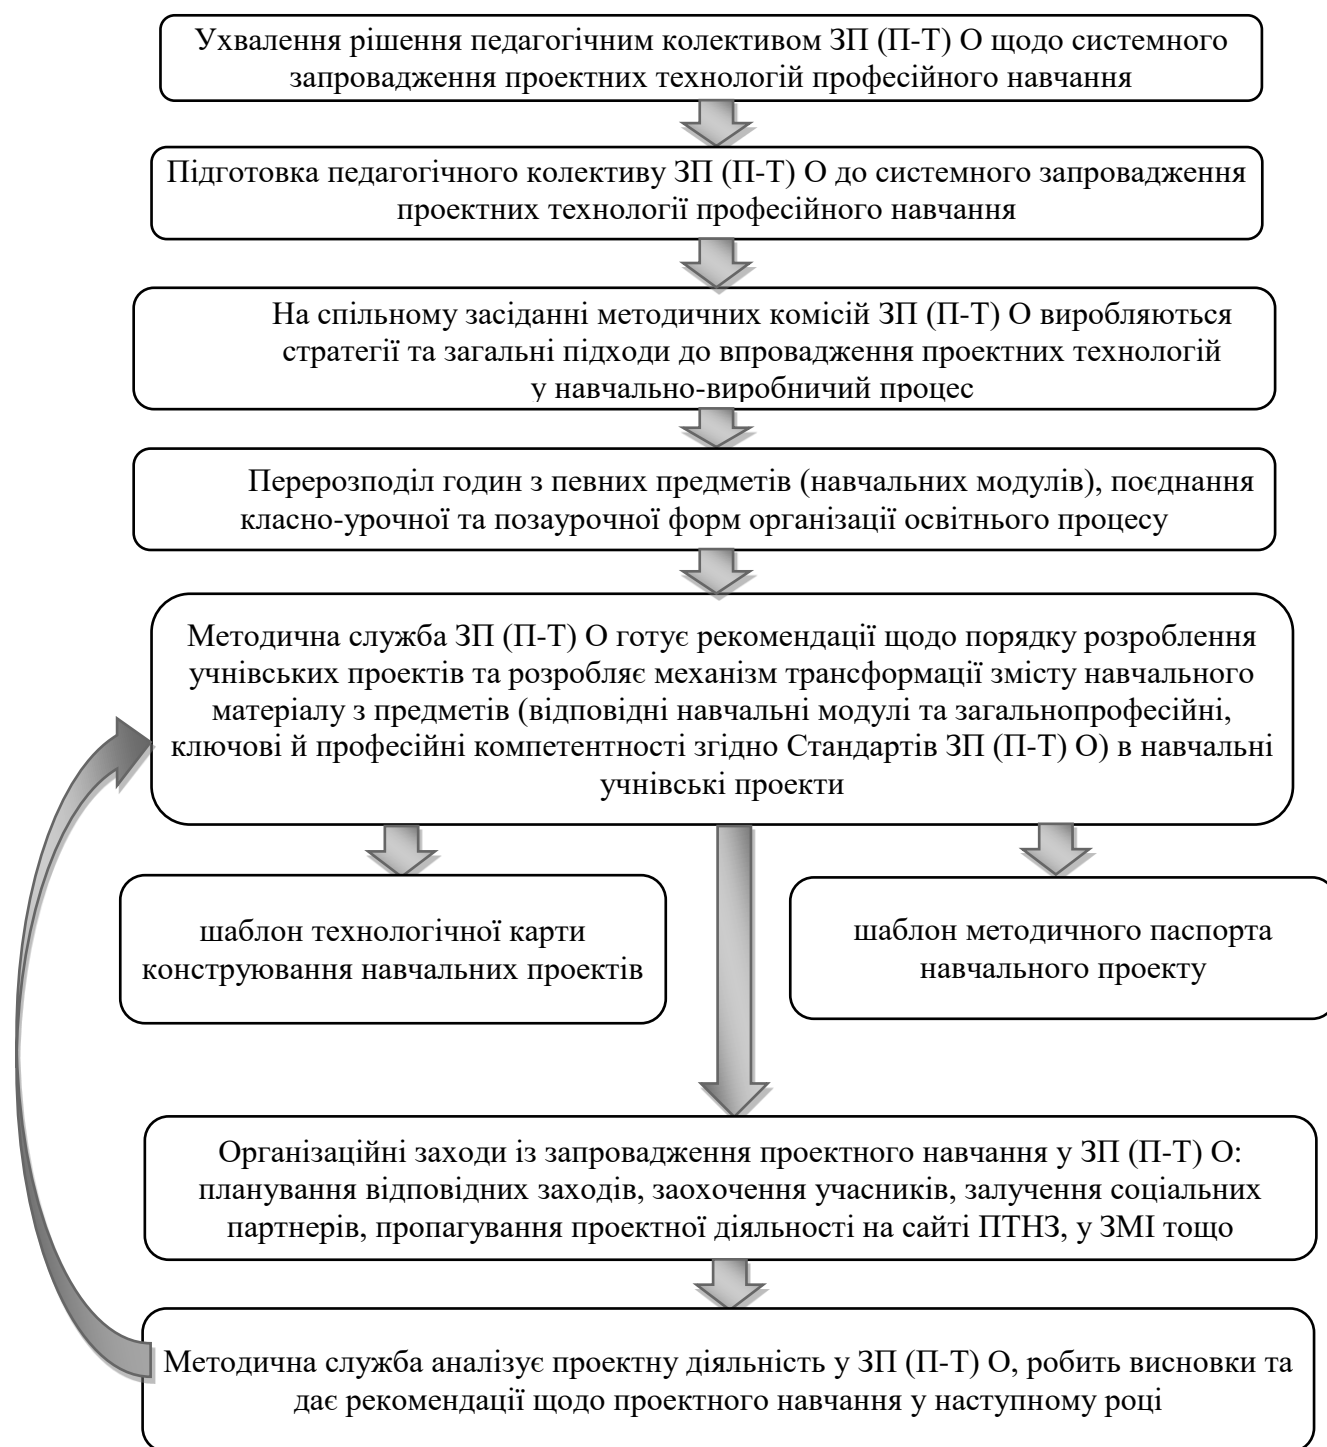 Ухвалення рішення педагогічним колективом ЗП (П-Т) О щодо системного
запровадження проектних технологій професійного навчання
Підготовка педагогічного колективу ЗП (П-Т) О до системного запровадження
проектних технології професійного навчання
На спільному засіданні методичних комісій ЗП (П-Т) О виробляються
стратегії та загальні підходи до впровадження проектних технологій
у навчально-виробничий процес
Перерозподіл годин з певних предметів (навчальних модулів), поєднання
класно-урочної та позаурочної форм організації освітнього процесу
Методична служба ЗП (П-Т) О готує рекомендації щодо порядку розроблення
учнівських проектів та розробляє механізм трансформації змісту навчального
матеріалу з предметів (відповідні навчальні модулі та загальнопрофесійні,
ключові й професійні компетентності згідно Стандартів ЗП (П-Т) О) в навчальні
учнівські проекти
шаблон технологічної карти
конструювання навчальних проектів
шаблон методичного паспорта
навчального проекту
Організаційні заходи із запровадження проектного навчання у ЗП (П-Т) О:
планування відповідних заходів, заохочення учасників, залучення соціальних
партнерів, пропагування проектної діяльності на сайті ПТНЗ, у ЗМІ тощо
Методична служба аналізує проектну діяльність у ЗП (П-Т) О, робить висновки та
дає рекомендації щодо проектного навчання у наступному році